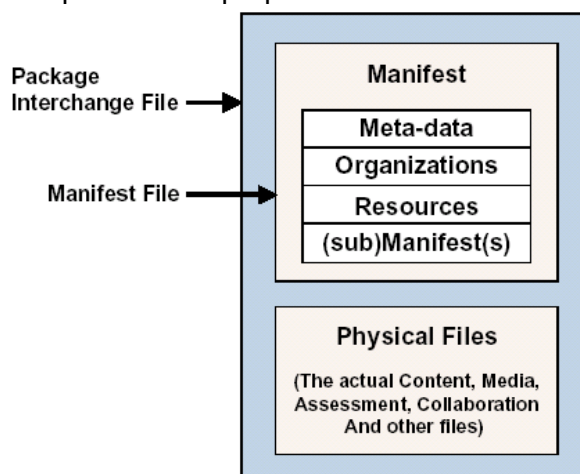 Package
Interchange File
Manifest File
Manifest
Meta-data
Organizations
Resources
(sub)Manifest(s)
Physical Files
(The actual Content, Media,
Assessment, Collaboration
And other files)